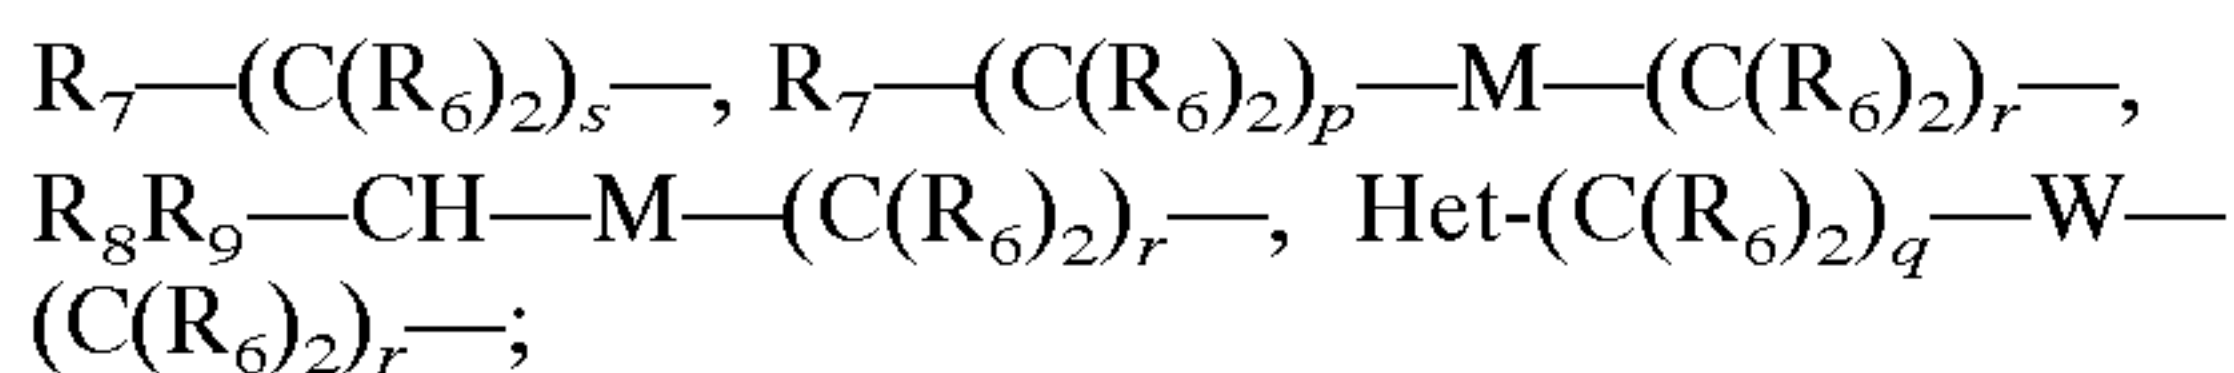 R₇—(C(R₆)₂)ₛ—, R₇—(C(R₆)₂)ₚ—M—(C(R₆)₂)ᵣ—,
R₈R₉—CH—M—(C(R₆)₂)ᵣ—, Het-(C(R₆)₂)q—W—
(C(R₆)₂)ᵣ—;